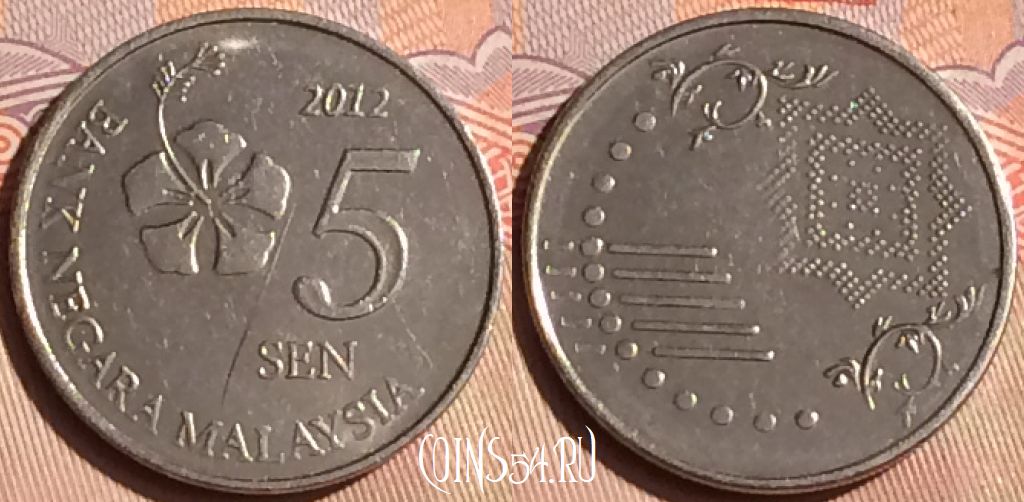 2012
5
SEN
BANK NEGARA MALAYSIA
COINS54.RU